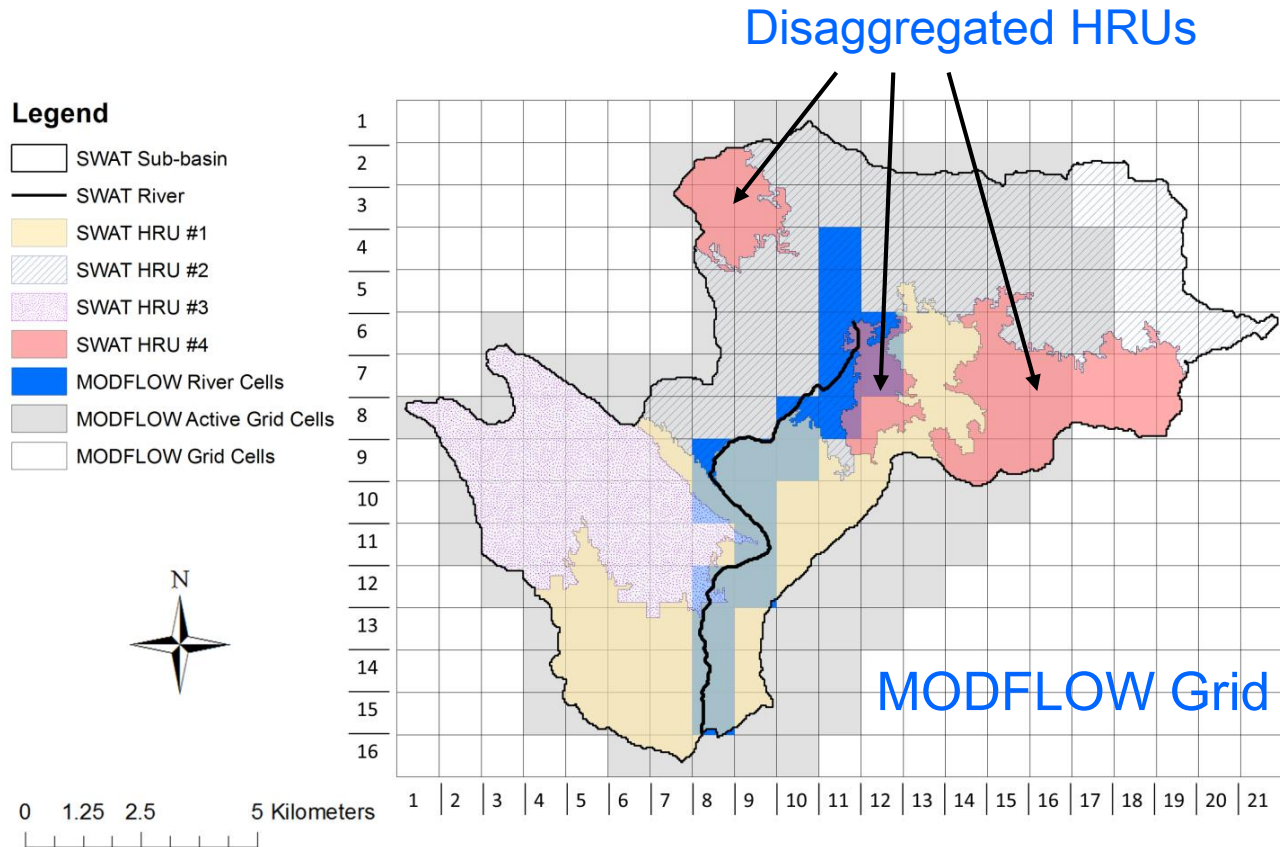 Disaggregated HRUs
Legend
SWAT Sub-basin
SWAT River
SWAT HRU #1
SWAT HRU #2
SWAT HRU #3
SWAT HRU #4
MODFLOW River Cells
MODFLOW Active Grid Cells
MODFLOW Grid Cells
1
2
3
4
5
6
7
8
9
10
11
12
13
14
15
16
N
MODFLOW Grid
0 1.25 2.5 5 Kilometers
1 2 3 4 5 6 7 8 9 10 11 12 13 14 15 16 17 18 19 20 21